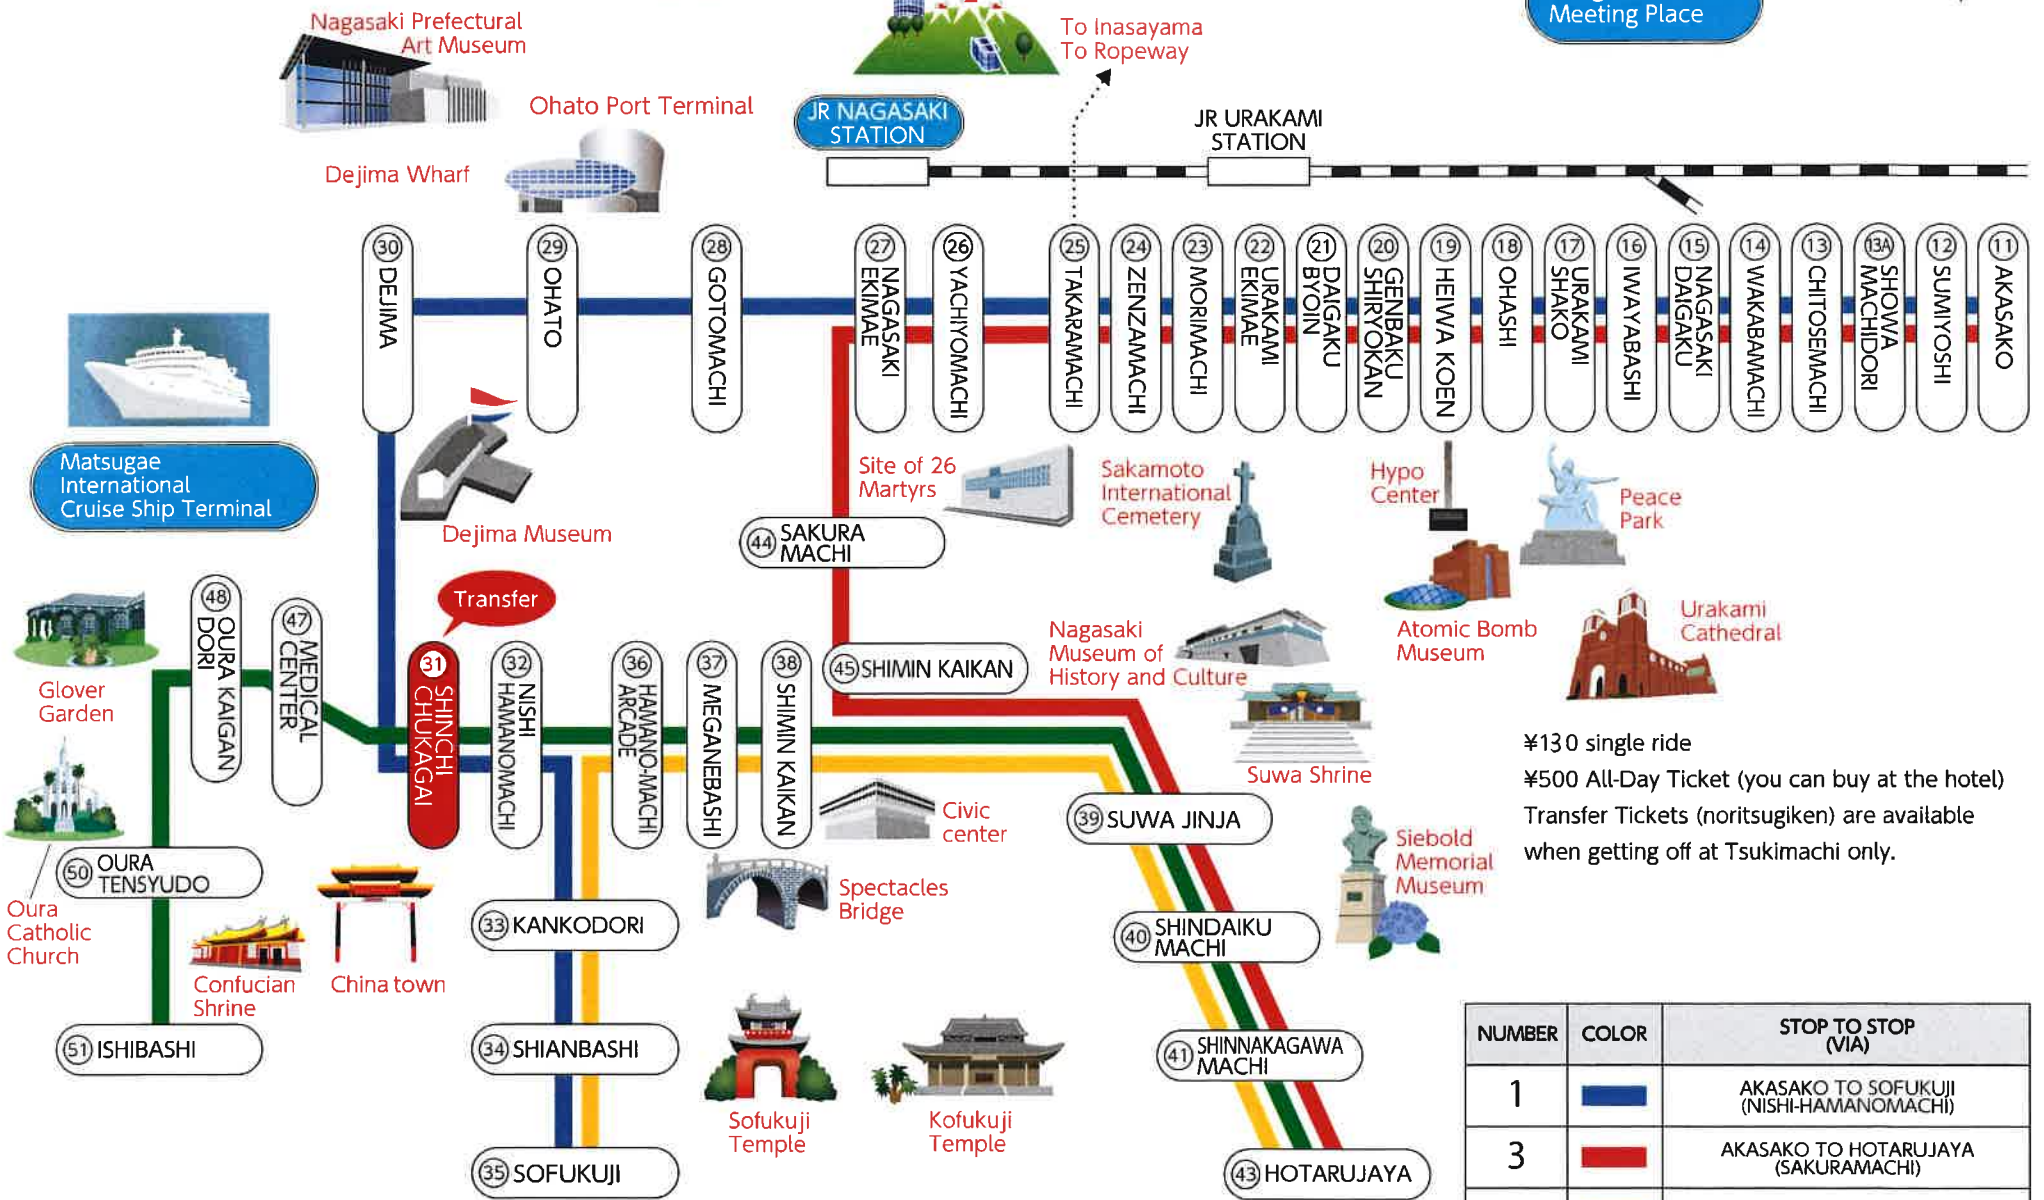 Meeting Place
Nagasaki Prefectural
Art Museum
To Inasayama
To Ropeway
Ohato Port Terminal
JR NAGASAKI
STATION
JR URAKAMI
STATION
Dejima Wharf
30 DEJIMA
29 OHATO
28 GOTOMACHI
27 NAGASAKI
EKIMAE
26 YACHIYOMACHI
25 TAKARAMACHI
24 ZENZAMACHI
23 MORIMACHI
22 URAKAMI
EKIMAE
21 DAIGAKU
BYOIN
20 GENBAKU
SHIRYOKAN
19 HEIWA KOEN
18 OHASHI
17 URAKAMI
SHAKO
16 IWAYABASHI
15 NAGASAKI
DAIGAKU
14 WAKABAMACHI
13 CHITOSEMACHI
13A SHOWA
MACHIDORI
12 SUMIYOSHI
11 AKASAKO
Matsugae
International
Cruise Ship Terminal
Dejima Museum
Site of 26
Martyrs
Sakamoto
International
Cemetery
Hypo
Center
Peace
Park
44 SAKURA
MACHI
Transfer
Glover
Garden
48 OURA KAIGAN
DORI
47 MEDICAL
CENTER
31 SHINCHI
CHUKAGAI
32 NISHI
HAMANOMACHI
36 HAMANO-MACHI
ARCADE
37 MEGANEBASHI
38 SHIMIN KAIKAN
45 SHIMIN KAIKAN
Nagasaki
Museum of
History and Culture
Atomic Bomb
Museum
Urakami
Cathedral
Suwa Shrine
¥130 single ride
¥500 All-Day Ticket (you can buy at the hotel)
Transfer Tickets (noritsugiken) are available
when getting off at Tsukimachi only.
Civic
center
39 SUWA JINJA
Siebold
Memorial
Museum
50 OURA
TENSYUDO
Oura
Catholic
Church
Confucian
Shrine
China town
Spectacles
Bridge
33 KANKODORI
40 SHINDAIKU
MACHI
51 ISHIBASHI
34 SHIANBASHI
41 SHINNAKAGAWA
MACHI
Sofukuji
Temple
Kofukuji
Temple
35 SOFUKUJI
43 HOTARUJAYA
NUMBER COLOR STOP TO STOP
(VIA)
1 AKASAKO TO SOFUKUJI
(NISHI-HAMANOMACHI)
3 AKASAKO TO HOTARUJAYA
(SAKURAMACHI)